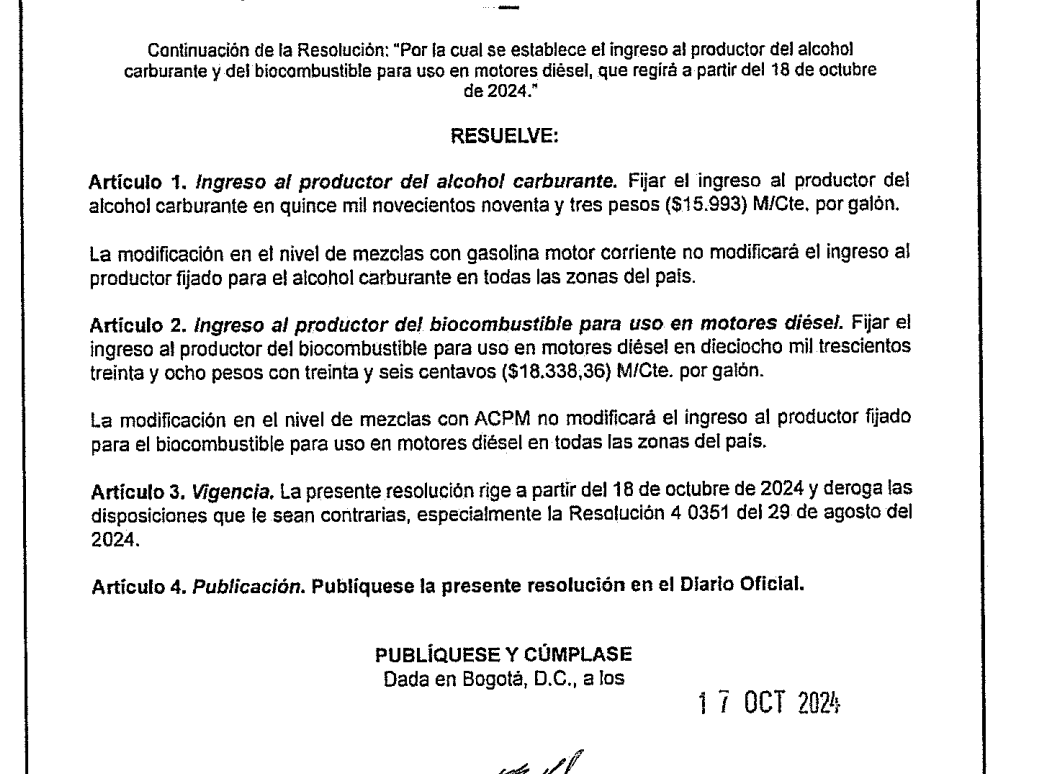 Continuación de la Resolución: "Por la cual se establece el ingreso al productor del alcohol
carburante y del biocombustible para uso en motores diésel, que regirá a partir del 18 de octubre
de 2024."
RESUELVE:
Artículo 1. Ingreso al productor del alcohol carburante. Fijar el ingreso al productor del
alcohol carburante en quince mil novecientos noventa y tres pesos ($15.993) M/Cte. por galón.
La modificación en el nivel de mezclas con gasolina motor corriente no modificará el ingreso al
productor fijado para el alcohol carburante en todas las zonas del país.
Artículo 2. Ingreso al productor del biocombustible para uso en motores diésel. Fijar el
ingreso al productor del biocombustible para uso en motores diésel en dieciocho mil trescientos
treinta y ocho pesos con treinta y seis centavos ($18.338,36) M/Cte. por galón.
La modificación en el nivel de mezclas con ACPM no modificará el ingreso al productor fijado
para el biocombustible para uso en motores diésel en todas las zonas del país.
Artículo 3. Vigencia. La presente resolución rige a partir del 18 de octubre de 2024 y deroga las
disposiciones que le sean contrarias, especialmente la Resolución 4 0351 del 29 de agosto del
2024.
Artículo 4. Publicación. Publíquese la presente resolución en el Diario Oficial.
PUBLÍQUESE Y CÚMPLASE
Dada en Bogotá, D.C., a los
17 OCT 2024